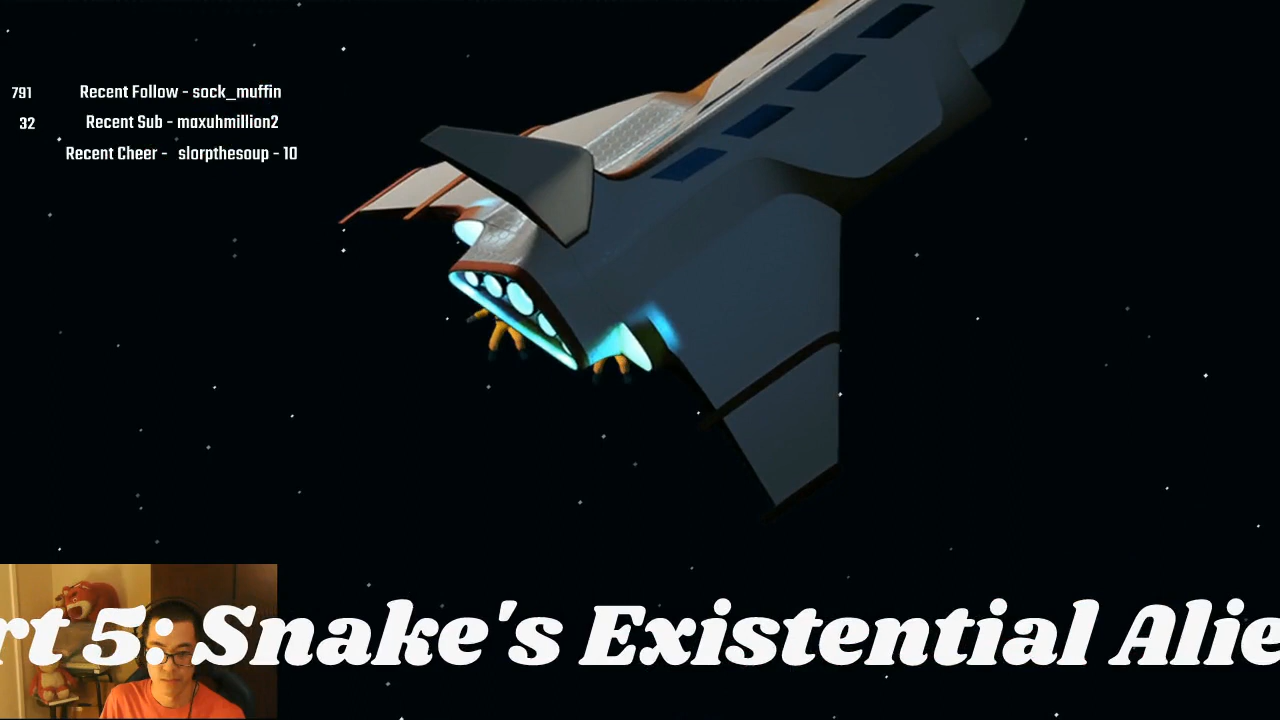 791 Recent Follow - sock_muffin
32 Recent Sub - maxuhmillion2
Recent Cheer - slorpthesoup - 10
rt 5: Snake's Existential Alie